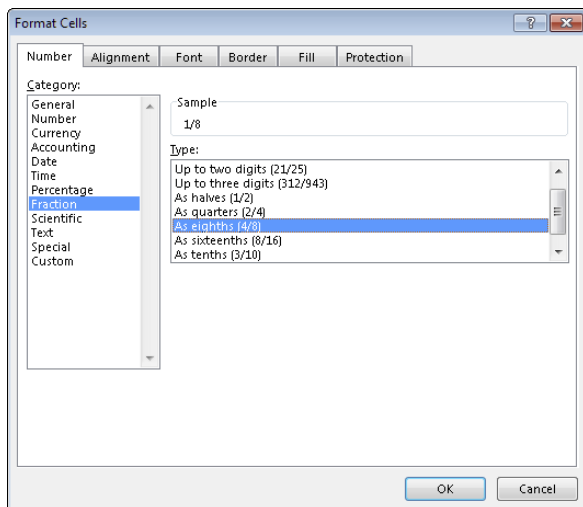 Format Cells
Number Alignment Font Border Fill Protection
Category:
General
Number
Currency
Accounting
Date
Time
Percentage
Fraction
Scientific
Text
Special
Custom
Sample
1/8
Type:
Up to two digits (21/25)
Up to three digits (312/943)
As halves (1/2)
As quarters (2/4)
As eighths (4/8)
As sixteenths (8/16)
As tenths (3/10)
OK Cancel